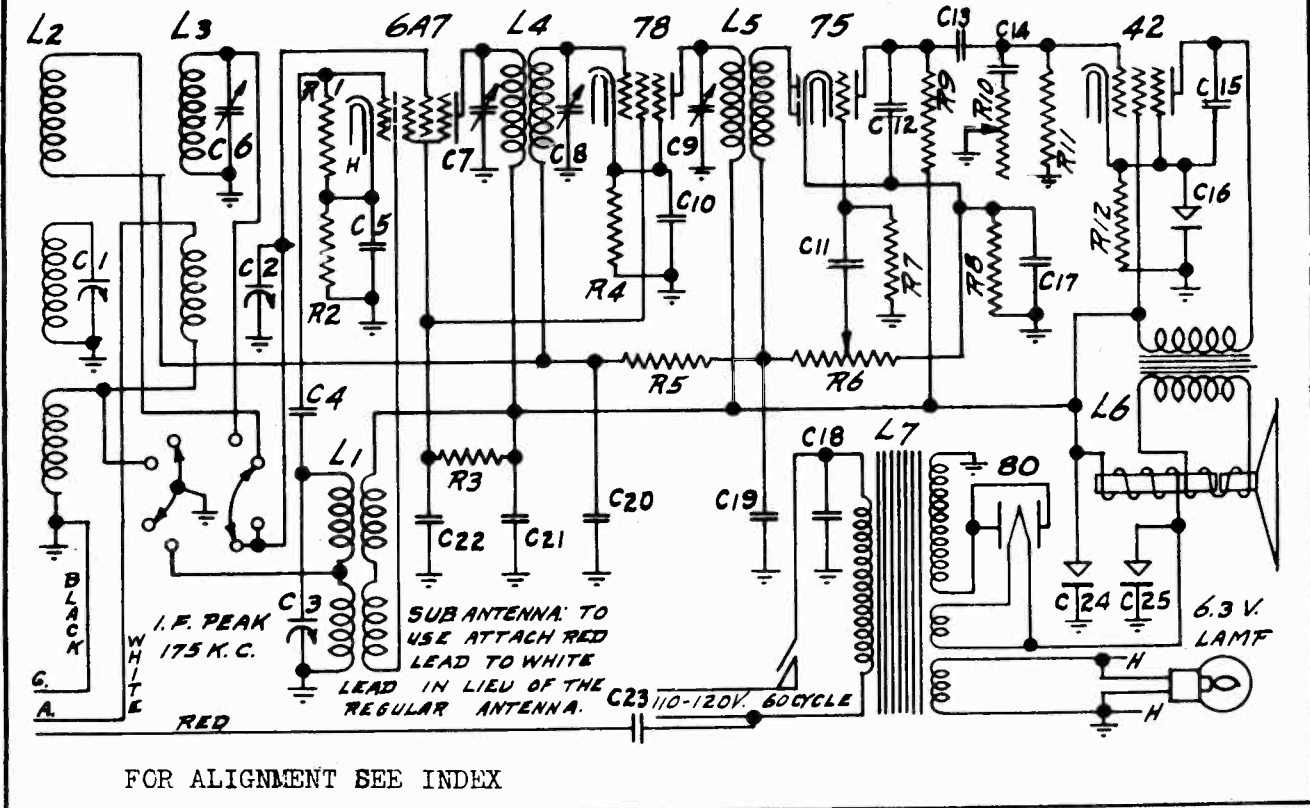 L2
L3
6A7
L4
78
L5
75
C13
C14
42
R1
C6
H
C7
C8
C9
C12
R9
R10
R11
C15
C1
C2
C5
R2
C10
R4
C11
R7
R8
C17
R12
C16
R5
R6
C4
L6
L1
R3
C18
L7
80
C22
C21
C20
C19
C3
C24
C25
BLACK
WHITE
I.F. PEAK
175 K.C.
SUB ANTENNA: TO
USE ATTACH RED
LEAD TO WHITE
LEAD IN LIEU OF THE
REGULAR ANTENNA.
6.3 V.
LAMF
G.
A.
RED
C23
110-120V. 60CYCLE
H
H
FOR ALIGNMENT SEE INDEX